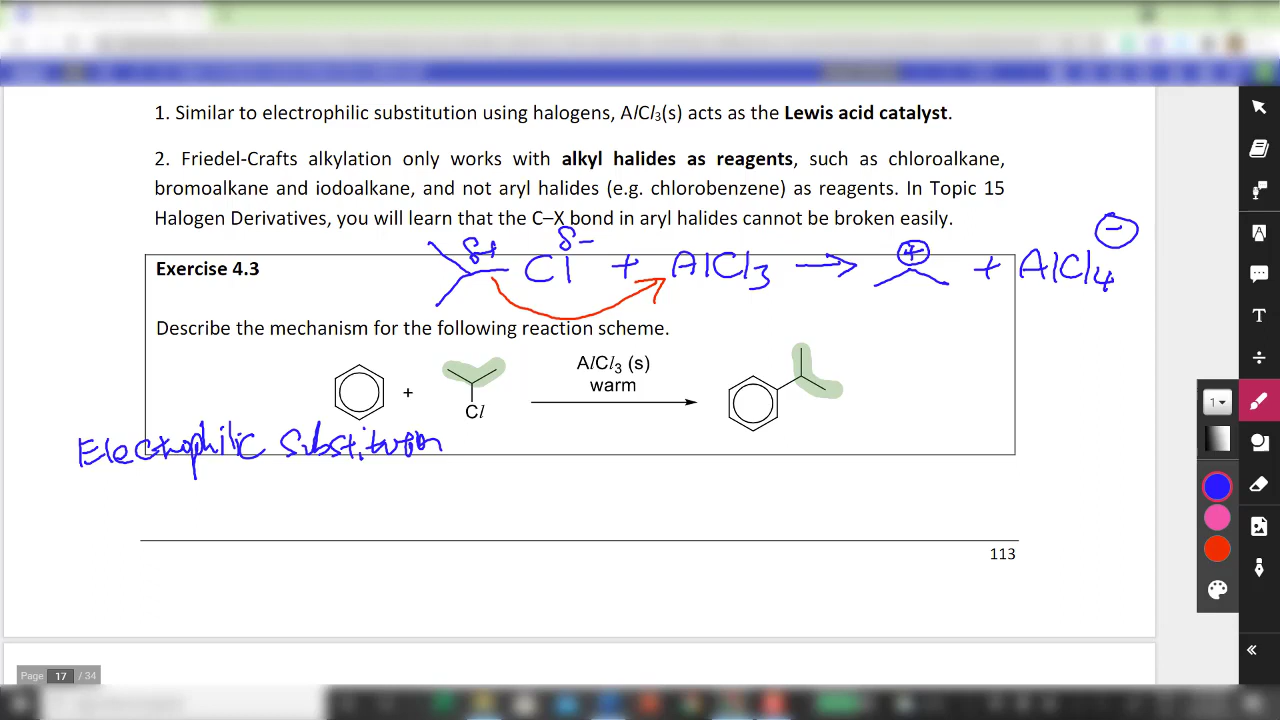 1. Similar to electrophilic substitution using halogens, AlCl3(s) acts as the Lewis acid catalyst.
2. Friedel-Crafts alkylation only works with alkyl halides as reagents, such as chloroalkane,
bromoalkane and iodoalkane, and not aryl halides (e.g. chlorobenzene) as reagents. In Topic 15
Halogen Derivatives, you will learn that the C–X bond in aryl halides cannot be broken easily.
Exercise 4.3
δ+ δ−
Cl + AlCl3 → ⊕ + AlCl4 ⊖
Describe the mechanism for the following reaction scheme.
+
Cl
AlCl3 (s)
warm
Electrophilic Substitution
113
Page 17 / 34
1
T